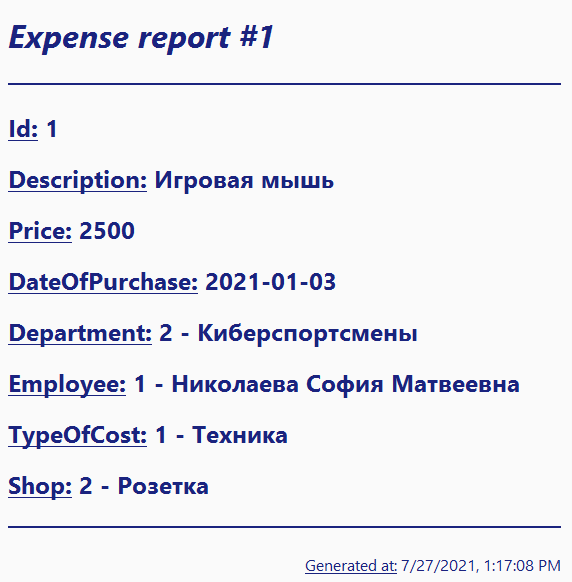 Expense report #1
Id: 1
Description: Игровая мышь
Price: 2500
DateOfPurchase: 2021-01-03
Department: 2 - Киберспортсмены
Employee: 1 - Николаева София Матвеевна
TypeOfCost: 1 - Техника
Shop: 2 - Розетка
Generated at: 7/27/2021, 1:17:08 PM